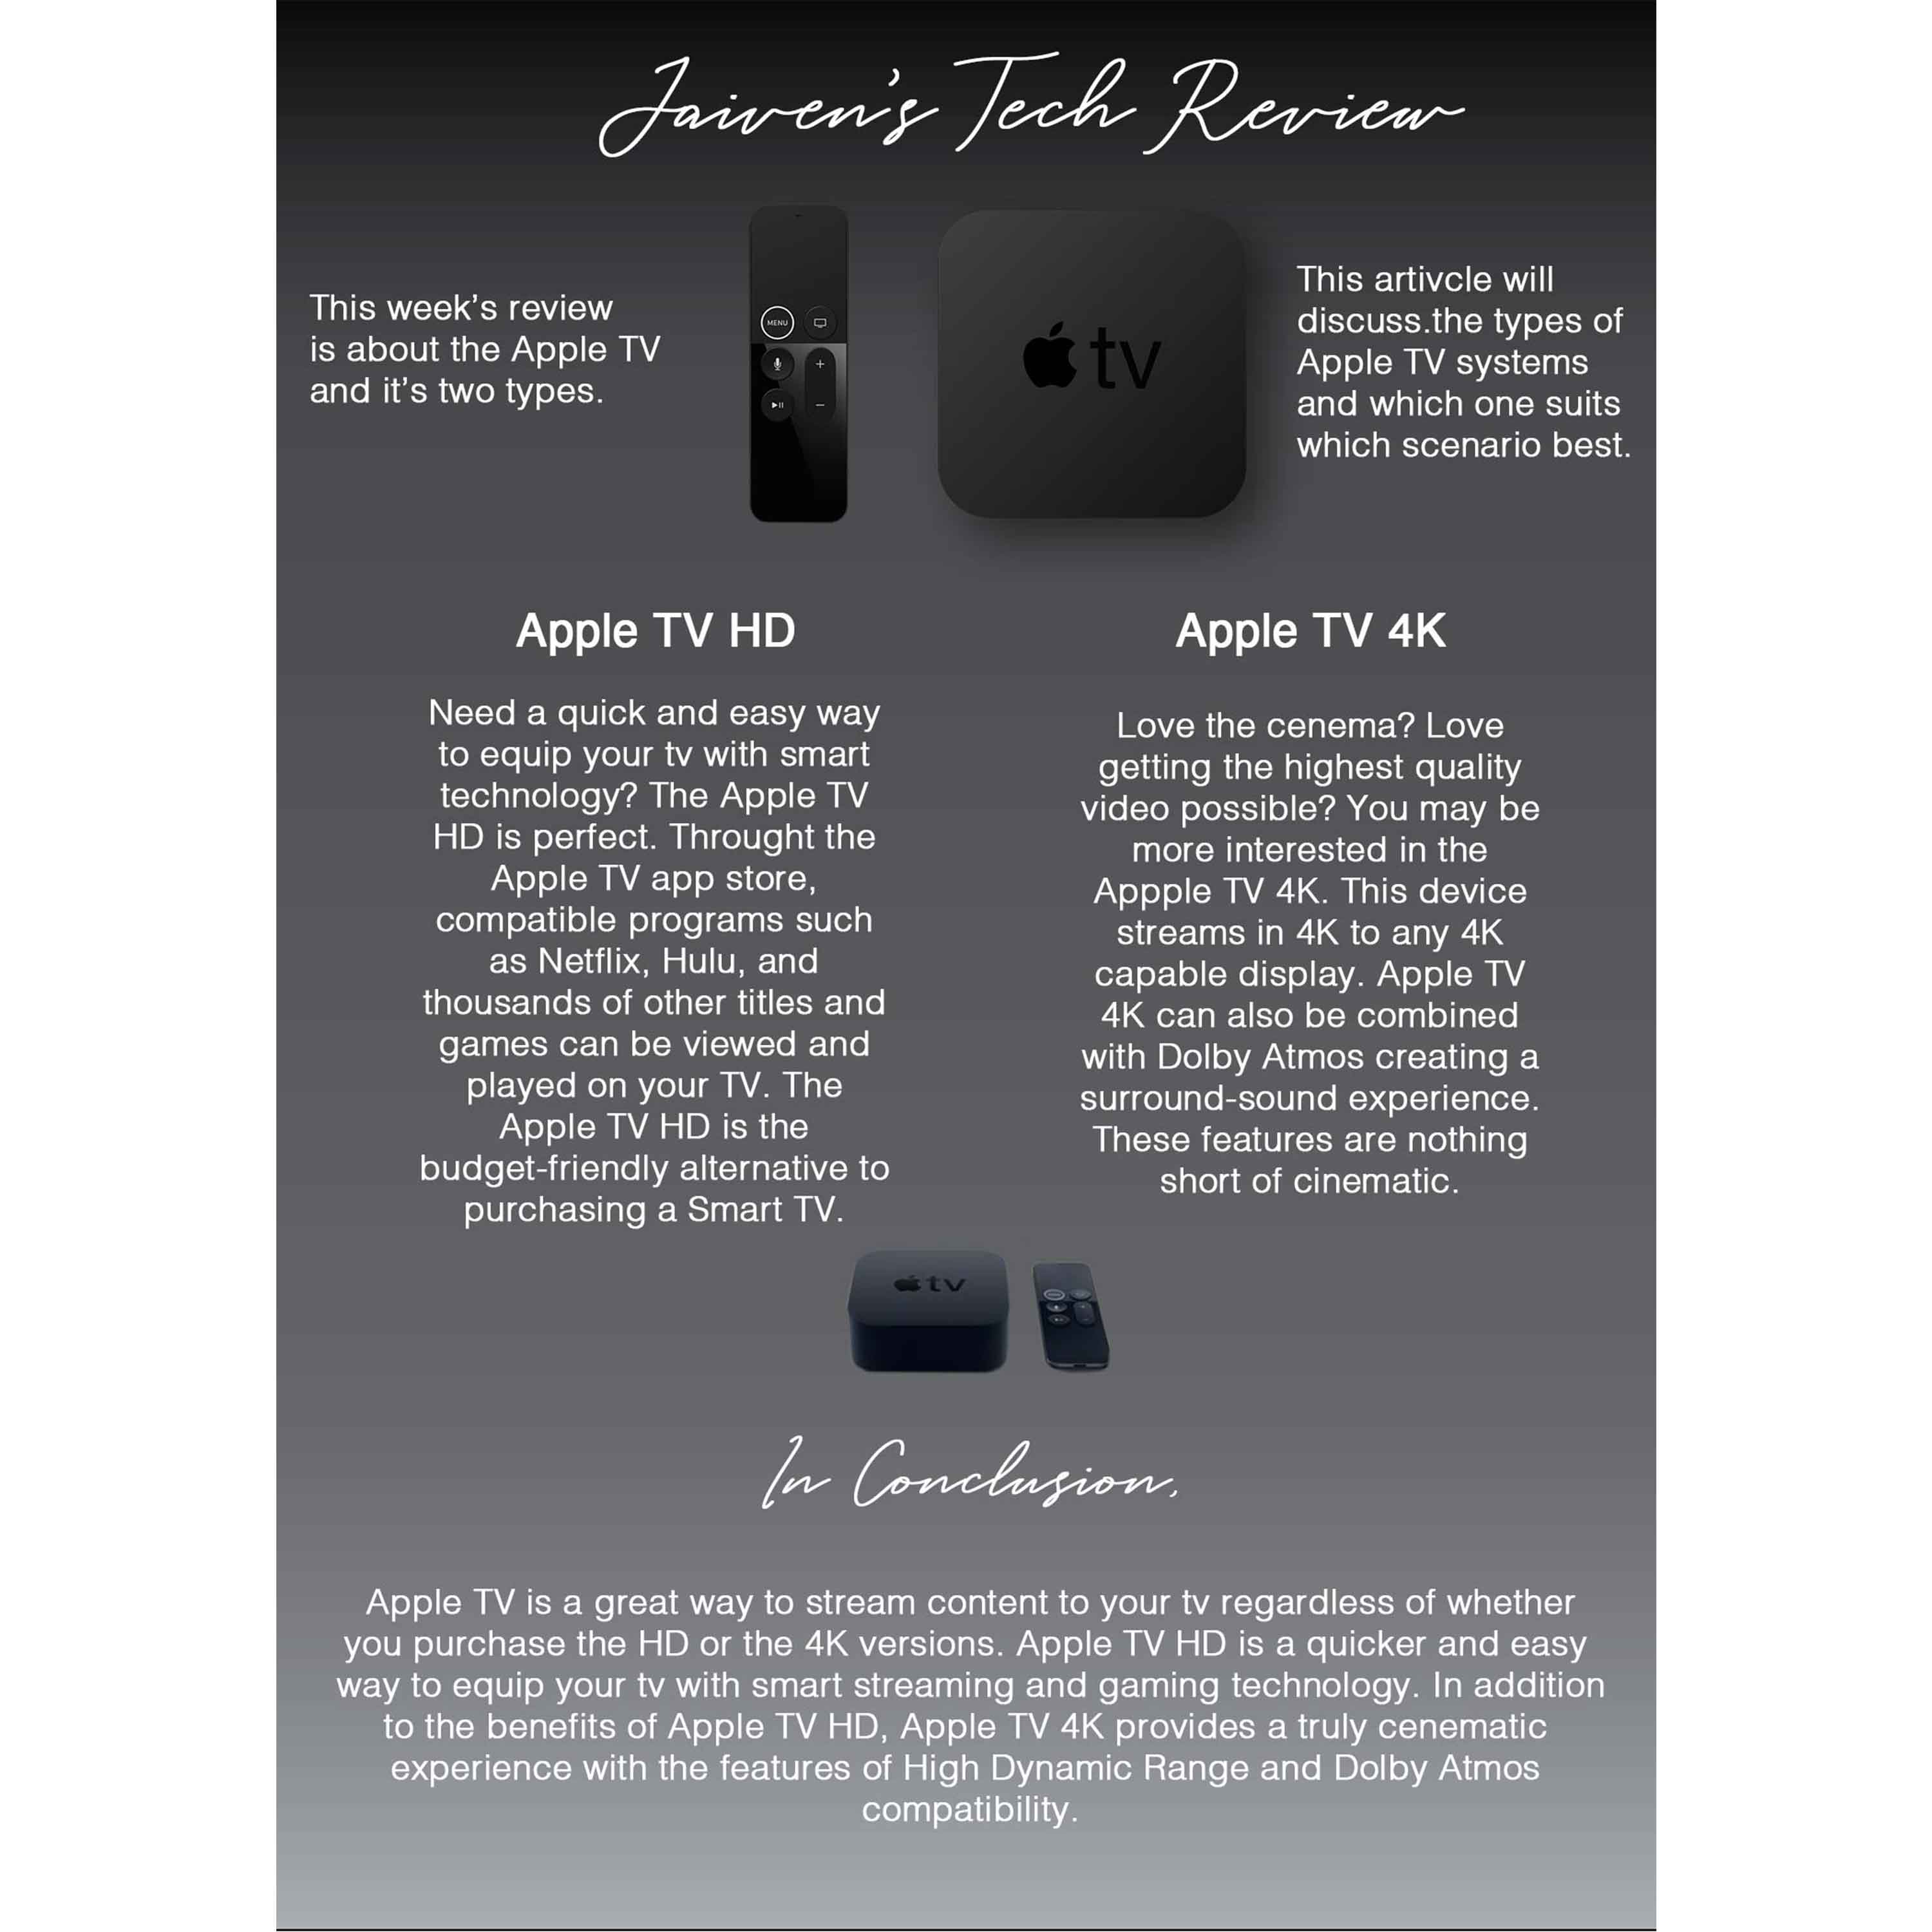 Jaiven's Tech Review
This week's review
is about the Apple TV
and it's two types.
MENU
tv
This artivcle will
discuss.the types of
Apple TV systems
and which one suits
which scenario best.
Apple TV HD
Need a quick and easy way
to equip your tv with smart
technology? The Apple TV
HD is perfect. Throught the
Apple TV app store,
compatible programs such
as Netflix, Hulu, and
thousands of other titles and
games can be viewed and
played on your TV. The
Apple TV HD is the
budget-friendly alternative to
purchasing a Smart TV.
Apple TV 4K
Love the cenema? Love
getting the highest quality
video possible? You may be
more interested in the
Appple TV 4K. This device
streams in 4K to any 4K
capable display. Apple TV
4K can also be combined
with Dolby Atmos creating a
surround-sound experience.
These features are nothing
short of cinematic.
tv
In Conclusion,
Apple TV is a great way to stream content to your tv regardless of whether
you purchase the HD or the 4K versions. Apple TV HD is a quicker and easy
way to equip your tv with smart streaming and gaming technology. In addition
to the benefits of Apple TV HD, Apple TV 4K provides a truly cenematic
experience with the features of High Dynamic Range and Dolby Atmos
compatibility.